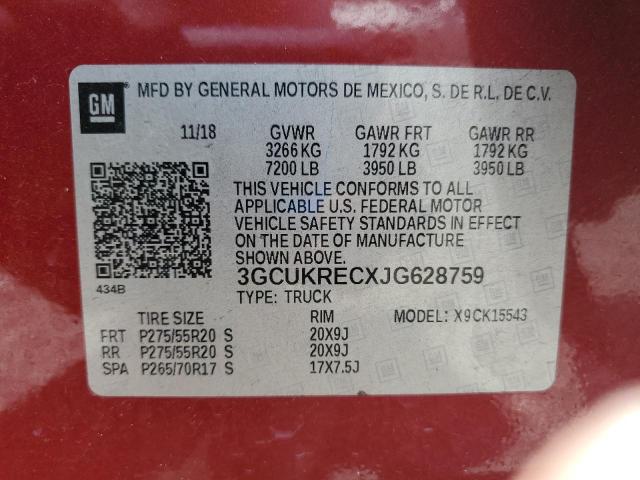 GM MFD BY GENERAL MOTORS DE MEXICO, S. DE R.L. DE C.V.
11/18 GVWR GAWR FRT GAWR RR
3266 KG 1792 KG 1792 KG
7200 LB 3950 LB 3950 LB
THIS VEHICLE CONFORMS TO ALL
APPLICABLE U.S. FEDERAL MOTOR
VEHICLE SAFETY STANDARDS IN EFFECT
ON THE DATE OF MANUFACTURE
SHOWN ABOVE.
434B 3GCUKRECXJG628759
TYPE: TRUCK
TIRE SIZE RIM MODEL: X9CK15543
FRT P275/55R20 S 20X9J
RR P275/55R20 S 20X9J
SPA P265/70R17 S 17X7.5J